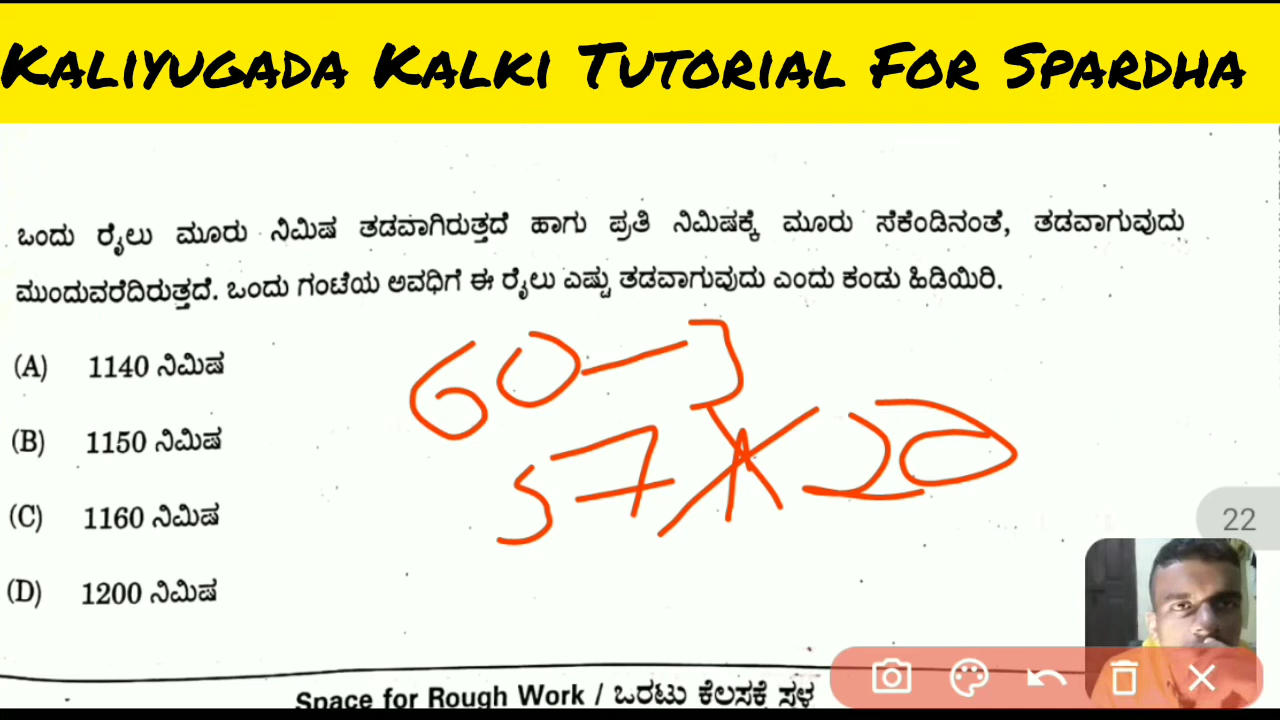 KALIYUGADA KALKI TUTORIAL FOR SPARDHA
ಒಂದು ರೈಲು ಮೂರು ನಿಮಿಷ ತಡವಾಗಿರುತ್ತದೆ ಹಾಗು ಪ್ರತಿ ನಿಮಿಷಕ್ಕೆ ಮೂರು ಸೆಕೆಂಡಿನಂತೆ, ತಡವಾಗುವುದು
ಮುಂದುವರೆದಿರುತ್ತದೆ. ಒಂದು ಗಂಟೆಯ ಅವಧಿಗೆ ಈ ರೈಲು ಎಷ್ಟು ತಡವಾಗುವುದು ಎಂದು ಕಂಡು ಹಿಡಿಯಿರಿ.
(A) 1140 ನಿಮಿಷ
60-3
(B) 1150 ನಿಮಿಷ
57 × 20
(C) 1160 ನಿಮಿಷ
22
(D) 1200 ನಿಮಿಷ
Space for Rough Work / ಒರಟು ಕೆಲಸಕ್ಕೆ ಸ್ಥಳ